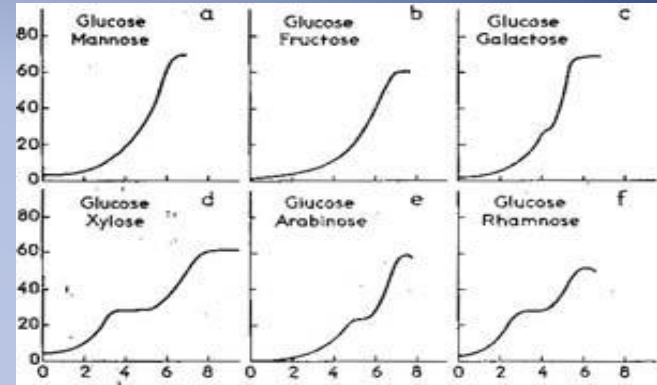 Glucose a
Mannose
Glucose b
Fructose
Glucose c
Galactose
80
60
40
20
0
Glucose d
Xylose
Glucose e
Arabinose
Glucose f
Rhamnose
80
60
40
20
0
0 2 4 6 8
0 2 4 6 8
0 2 4 6 8